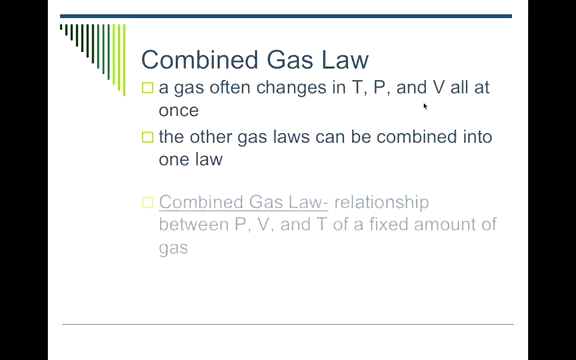 Combined Gas Law
a gas often changes in T, P, and V all at
once
the other gas laws can be combined into
one law
Combined Gas Law- relationship
between P, V, and T of a fixed amount of
gas